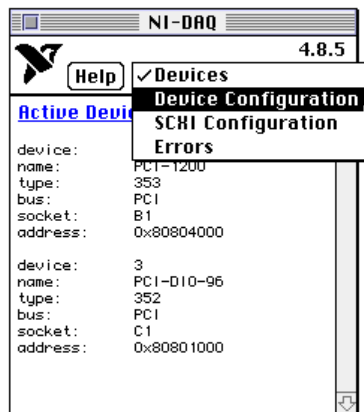 NI-DAQ
4.8.5
Help
✓Devices
Device Configuration
SCXI Configuration
Errors
Active Devi
device:
name: PCI-1200
type: 353
bus: PCI
socket: B1
address: 0x80804000
device: 3
name: PCI-DIO-96
type: 352
bus: PCI
socket: C1
address: 0x80801000